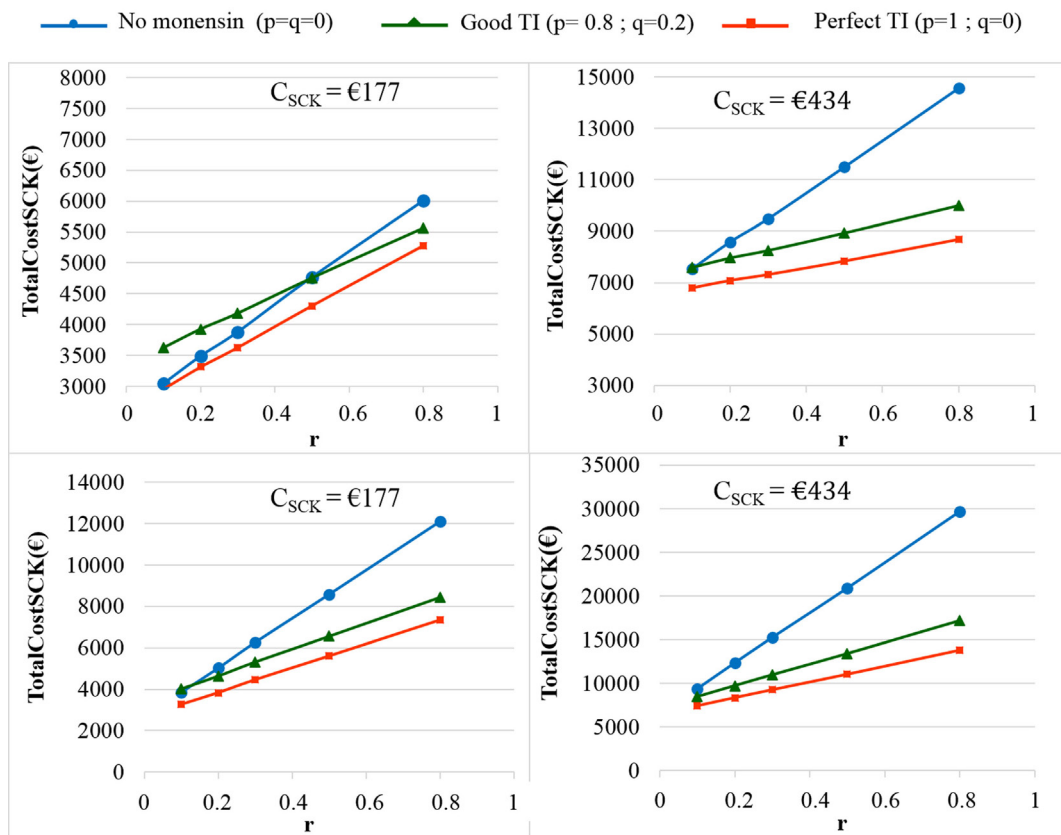 No monensin (p=q=0) Good TI (p= 0.8 ; q=0.2) Perfect TI (p=1 ; q=0)
C_SCK = €177
TotalCostSCK(€)
8000
7500
7000
6500
6000
5500
5000
4500
4000
3500
3000
0 0.2 0.4 0.6 0.8 1
r
C_SCK = €434
TotalCostSCK(€)
15000
13000
11000
9000
7000
5000
3000
0 0.2 0.4 0.6 0.8 1
r
C_SCK = €177
TotalCostSCK(€)
14000
12000
10000
8000
6000
4000
2000
0
0 0.2 0.4 0.6 0.8 1
r
C_SCK = €434
TotalCostSCK(€)
35000
30000
25000
20000
15000
10000
5000
0
0 0.2 0.4 0.6 0.8 1
r